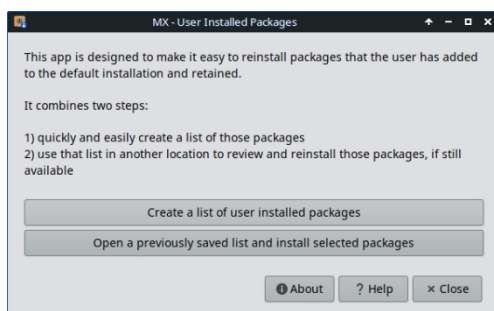 MX - User Installed Packages
This app is designed to make it easy to reinstall packages that the user has added
to the default installation and retained.
It combines two steps:
1) quickly and easily create a list of those packages
2) use that list in another location to review and reinstall those packages, if still
available
Create a list of user installed packages
Open a previously saved list and install selected packages
About ? Help × Close